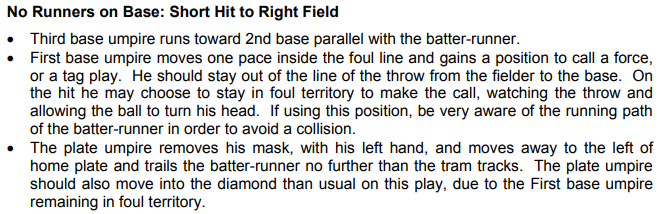 No Runners on Base: Short Hit to Right Field
• Third base umpire runs toward 2nd base parallel with the batter-runner.
• First base umpire moves one pace inside the foul line and gains a position to call a force,
or a tag play. He should stay out of the line of the throw from the fielder to the base. On
the hit he may choose to stay in foul territory to make the call, watching the throw and
allowing the ball to turn his head. If using this position, be very aware of the running path
of the batter-runner in order to avoid a collision.
• The plate umpire removes his mask, with his left hand, and moves away to the left of
home plate and trails the batter-runner no further than the tram tracks. The plate umpire
should also move into the diamond than usual on this play, due to the First base umpire
remaining in foul territory.